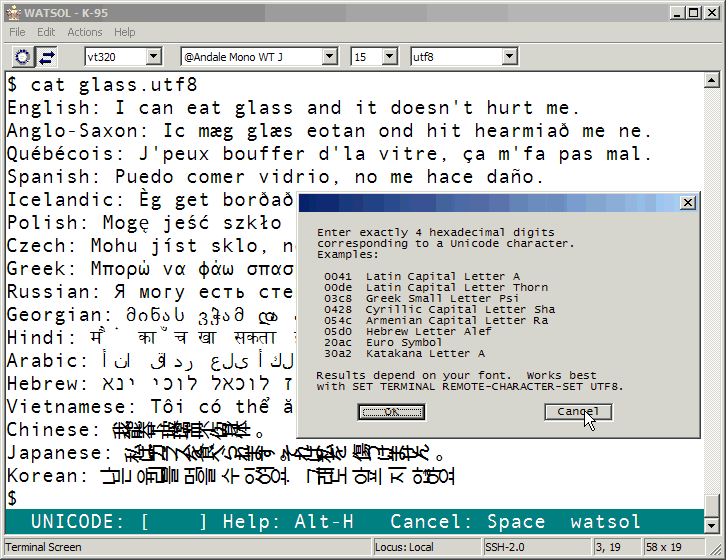 WATSOL - K-95
File Edit Actions Help
vt320 @Andale Mono WT J 15 utf8
$ cat glass.utf8
English: I can eat glass and it doesn't hurt me.
Anglo-Saxon: Ic mæg glæs eotan ond hit hearmiað me ne.
Québécois: J'peux bouffer d'la vitre, ça m'fa pas mal.
Spanish: Puedo comer vidrio, no me hace daño.
Icelandic: Èg get borðað
Polish: Mogę jeść szkło
Czech: Mohu jíst sklo,
Greek: Μπορώ να φάω σπασ
Russian: Я могу есть сте
Georgian: მინას ვჭამ და
Hindi:
Arabic:
Hebrew:
Vietnamese: Tôi có thể ă
Chinese:
Japanese:
Korean:
$
Enter exactly 4 hexadecimal digits
corresponding to a Unicode character.
Examples:
0041 Latin Capital Letter A
00de Latin Capital Letter Thorn
03c8 Greek Small Letter Psi
0428 Cyrillic Capital Letter Sha
054c Armenian Capital Letter Ra
05d0 Hebrew Letter Alef
20ac Euro Symbol
30a2 Katakana Letter A
Results depend on your font. Works best
with SET TERMINAL REMOTE-CHARACTER-SET UTF8.
OK Cancel
UNICODE: [ ] Help: Alt-H Cancel: Space watsol
Terminal Screen Locus: Local SSH-2.0 3, 19 58 x 19